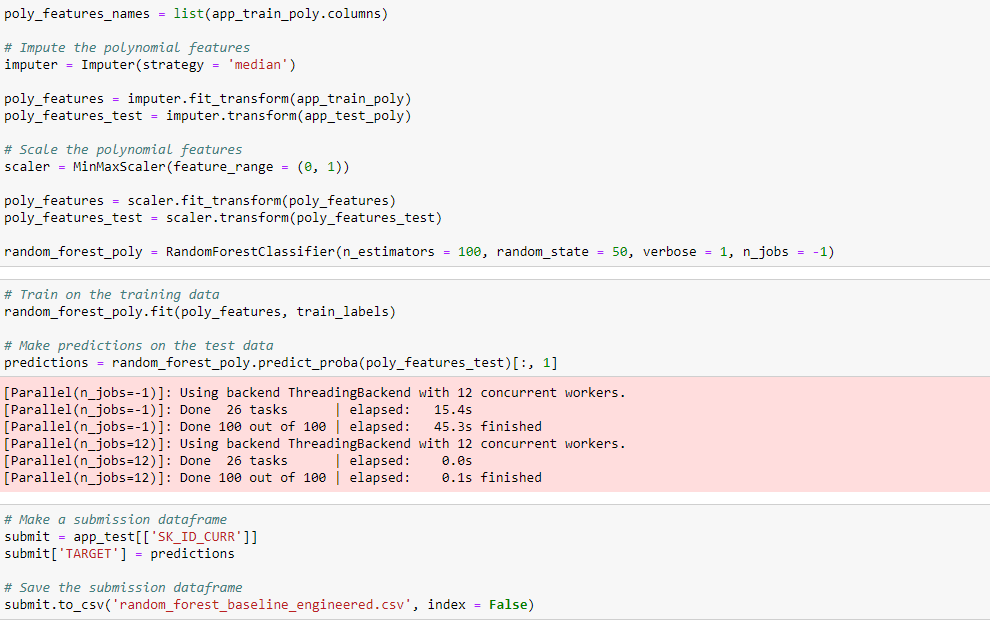 poly_features_names = list(app_train_poly.columns)
# Impute the polynomial features
imputer = Imputer(strategy = 'median')
poly_features = imputer.fit_transform(app_train_poly)
poly_features_test = imputer.transform(app_test_poly)
# Scale the polynomial features
scaler = MinMaxScaler(feature_range = (0, 1))
poly_features = scaler.fit_transform(poly_features)
poly_features_test = scaler.transform(poly_features_test)
random_forest_poly = RandomForestClassifier(n_estimators = 100, random_state = 50, verbose = 1, n_jobs = -1)
# Train on the training data
random_forest_poly.fit(poly_features, train_labels)
# Make predictions on the test data
predictions = random_forest_poly.predict_proba(poly_features_test)[:, 1]
[Parallel(n_jobs=-1)]: Using backend ThreadingBackend with 12 concurrent workers.
[Parallel(n_jobs=-1)]: Done  26 tasks      | elapsed:   15.4s
[Parallel(n_jobs=-1)]: Done 100 out of 100 | elapsed:   45.3s finished
[Parallel(n_jobs=12)]: Using backend ThreadingBackend with 12 concurrent workers.
[Parallel(n_jobs=12)]: Done  26 tasks      | elapsed:    0.0s
[Parallel(n_jobs=12)]: Done 100 out of 100 | elapsed:    0.1s finished
# Make a submission dataframe
submit = app_test[['SK_ID_CURR']]
submit['TARGET'] = predictions
# Save the submission dataframe
submit.to_csv('random_forest_baseline_engineered.csv', index = False)